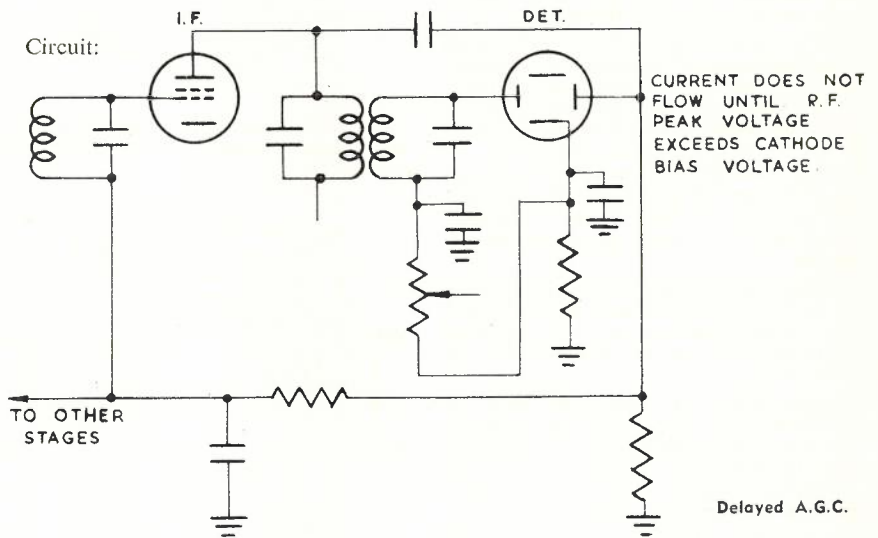 I.F.
DET.
Circuit:
CURRENT DOES NOT
FLOW UNTIL R.F.
PEAK VOLTAGE
EXCEEDS CATHODE
BIAS VOLTAGE.
TO OTHER
STAGES
Delayed A.G.C.